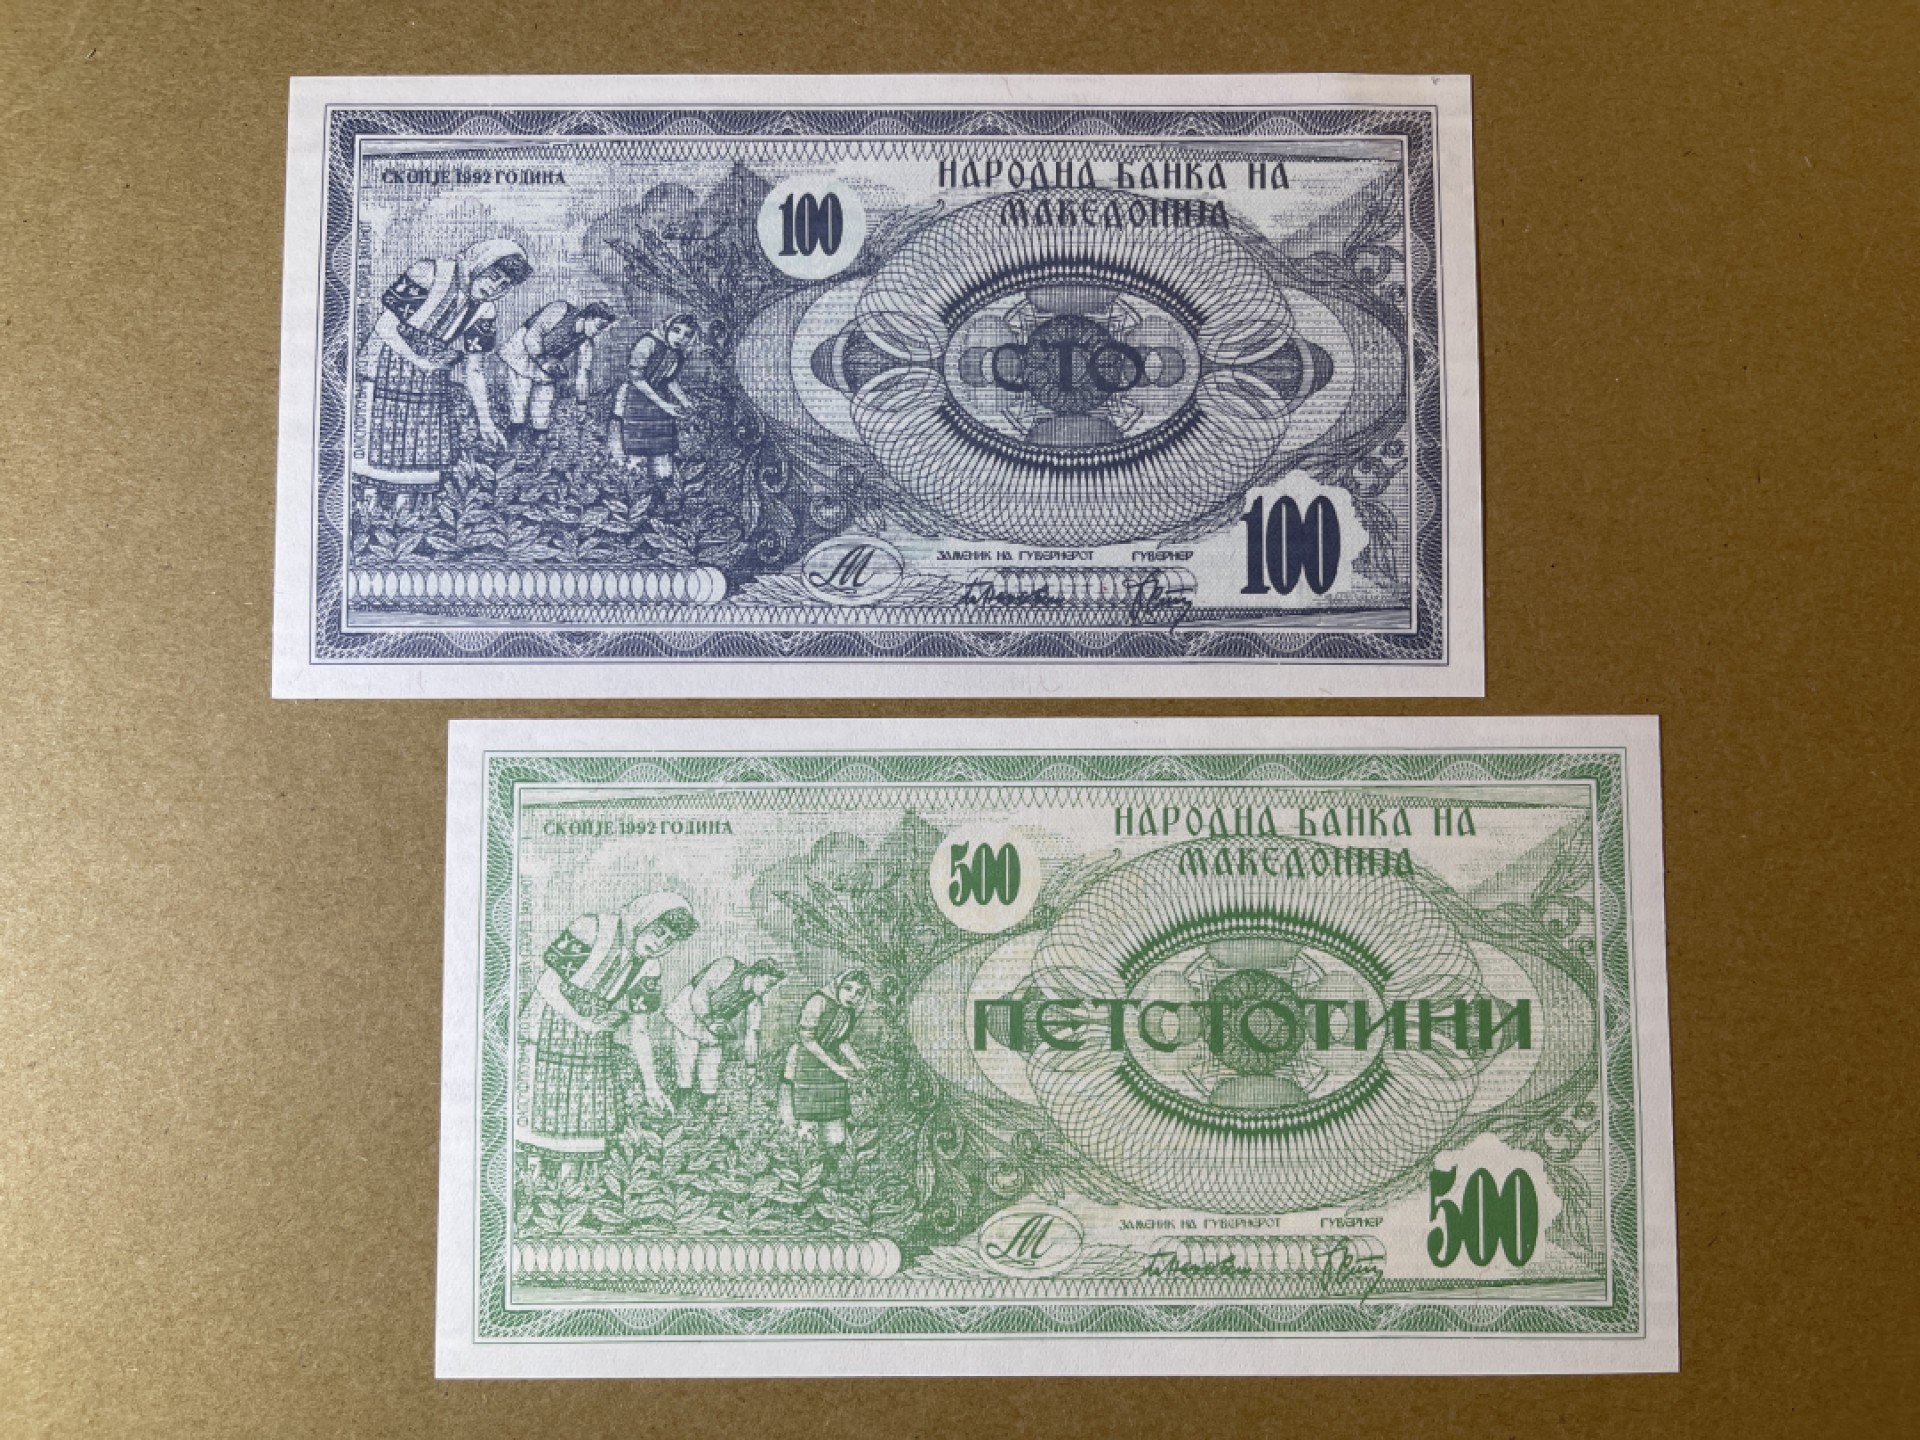 СКОПЈЕ 1992 ГОДИНА
100
НАРОДНА БАНКА НА
МАКЕДОНИЈА
СТО
М
ЗАМЕНИК НА ГУВЕРНЕРОТ ГУВЕРНЕР
100
СКОПЈЕ 1992 ГОДИНА
500
НАРОДНА БАНКА НА
МАКЕДОНИЈА
ПЕТСТОТИНИ
М
ЗАМЕНИК НА ГУВЕРНЕРОТ ГУВЕРНЕР
500